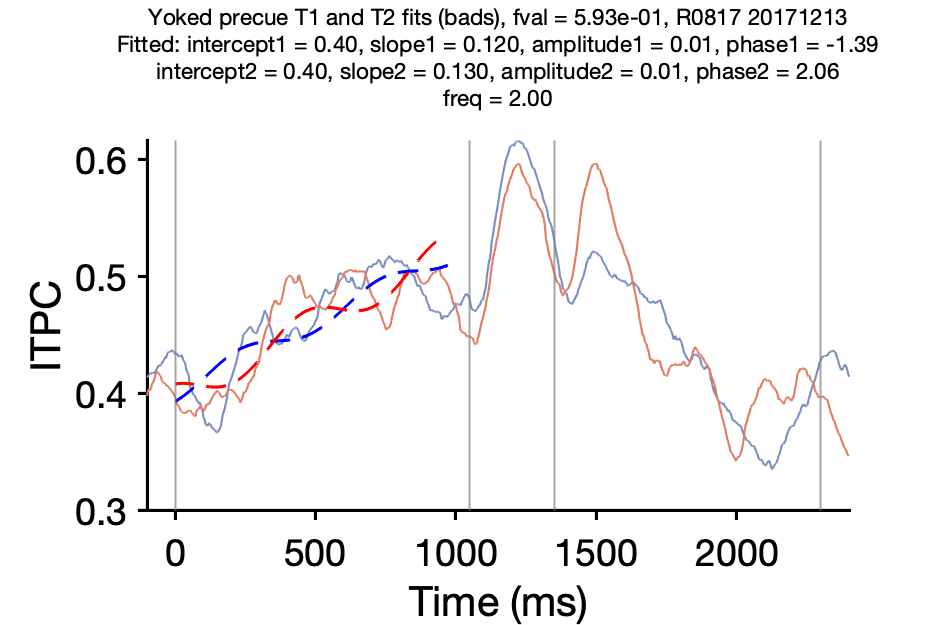 Yoked precue T1 and T2 fits (bads), fval = 5.93e-01, R0817 20171213
Fitted: intercept1 = 0.40, slope1 = 0.120, amplitude1 = 0.01, phase1 = -1.39
intercept2 = 0.40, slope2 = 0.130, amplitude2 = 0.01, phase2 = 2.06
freq = 2.00
0.6
0.5
0.4
0.3
ITPC
0 500 1000 1500 2000
Time (ms)